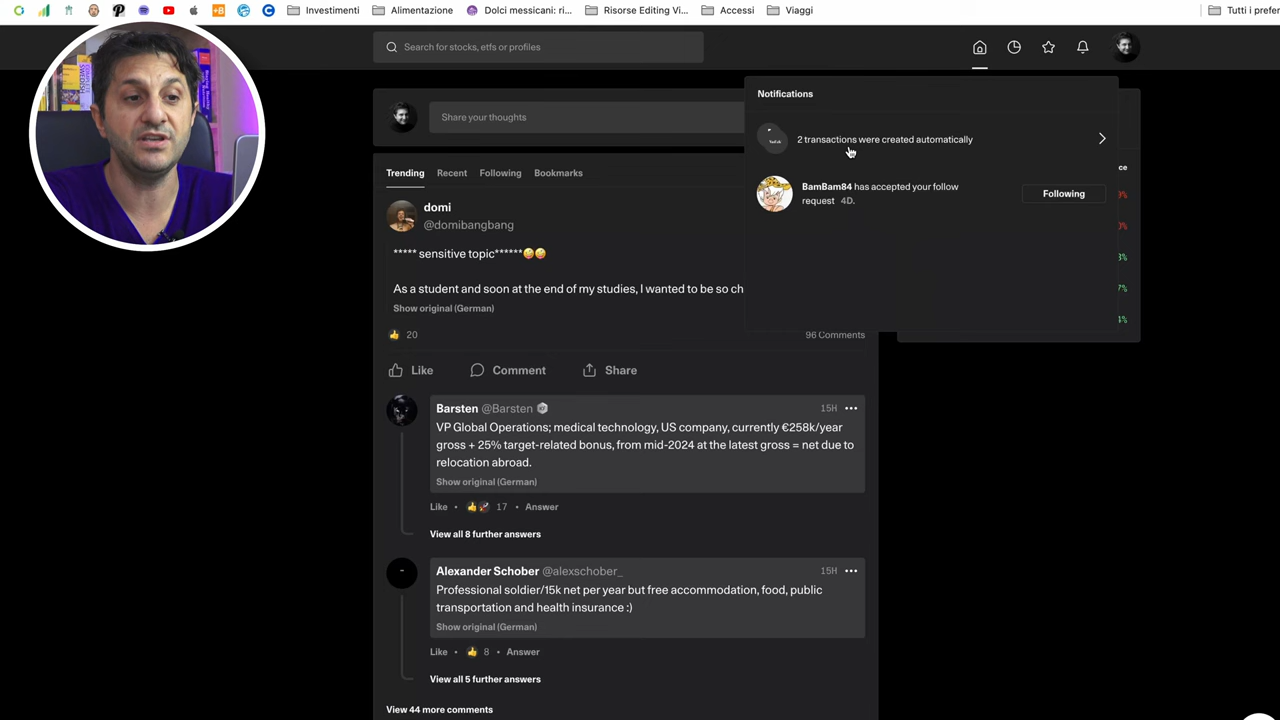 Investimenti
Alimentazione
Dolci messicani: ri...
Risorse Editing Vi...
Accessi
Viaggi
Tutti i prefer
Search for stocks, etfs or profiles
Notifications
2 transactions were created automatically
BamBam84 has accepted your follow
request 4D.
Following
Share your thoughts
Trending Recent Following Bookmarks
domi
@domibangbang
***** sensitive topic******🤪🤪
As a student and soon at the end of my studies, I wanted to be so ch
Show original (German)
20
96 Comments
Like Comment Share
Barsten @Barsten 15H
VP Global Operations; medical technology, US company, currently €258k/year
gross + 25% target-related bonus, from mid-2024 at the latest gross = net due to
relocation abroad.
Show original (German)
Like • 👍🚀 17 • Answer
View all 8 further answers
Alexander Schober @alexschober_ 15H
Professional soldier/15k net per year but free accommodation, food, public
transportation and health insurance :)
Show original (German)
Like • 👍 8 • Answer
View all 5 further answers
View 44 more comments